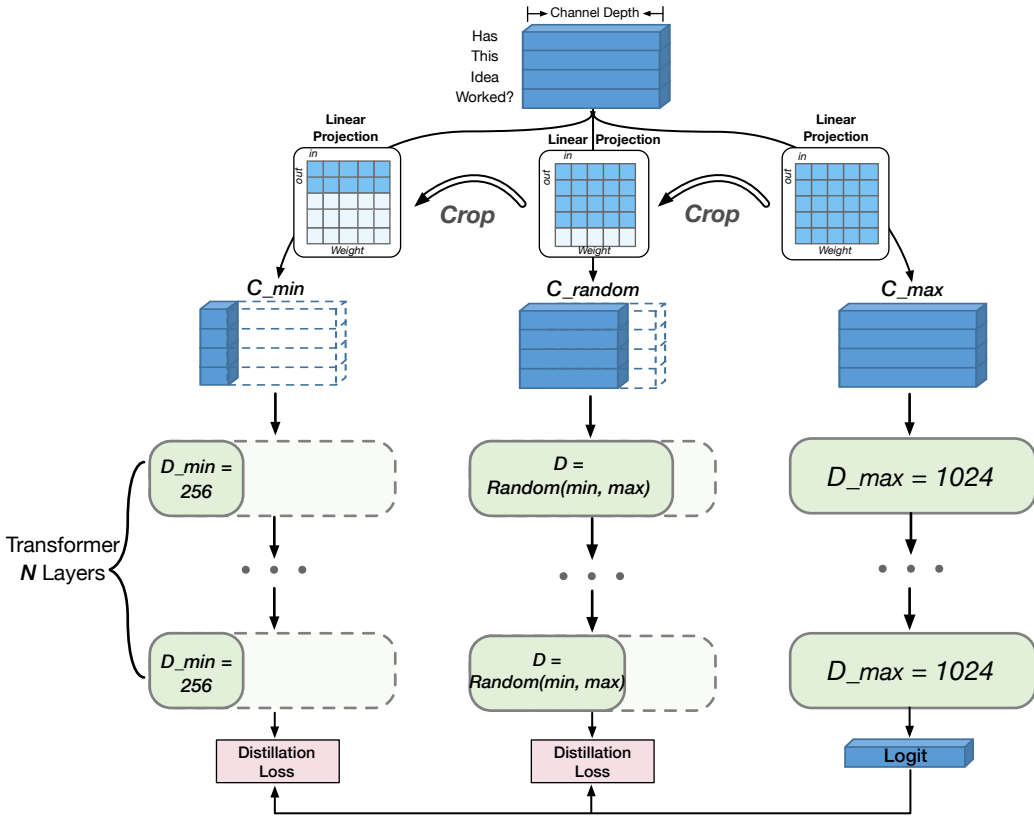 Channel Depth
Has
This
Idea
Worked?
Linear
Projection
Linear Projection
Linear
Projection
in
out
Weight
Crop
in
out
Weight
Crop
in
out
Weight
C_min
C_random
C_max
Transformer
N Layers
D_min =
256
D =
Random(min, max)
D_max = 1024
D_min =
256
D =
Random(min, max)
D_max = 1024
Distillation
Loss
Distillation
Loss
Logit